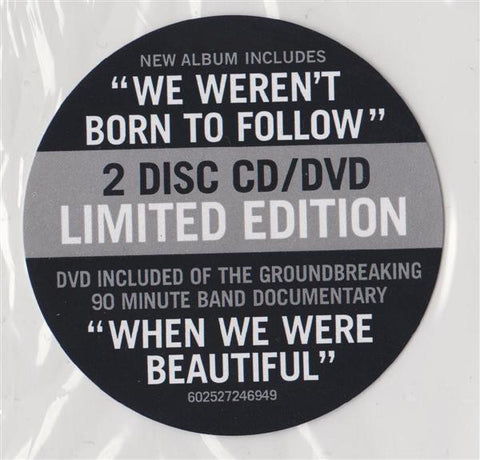 NEW ALBUM INCLUDES
“WE WEREN'T
BORN TO FOLLOW”
2 DISC CD/DVD
LIMITED EDITION
DVD INCLUDED OF THE GROUNDBREAKING
90 MINUTE BAND DOCUMENTARY
“WHEN WE WERE
BEAUTIFUL”
602527246949